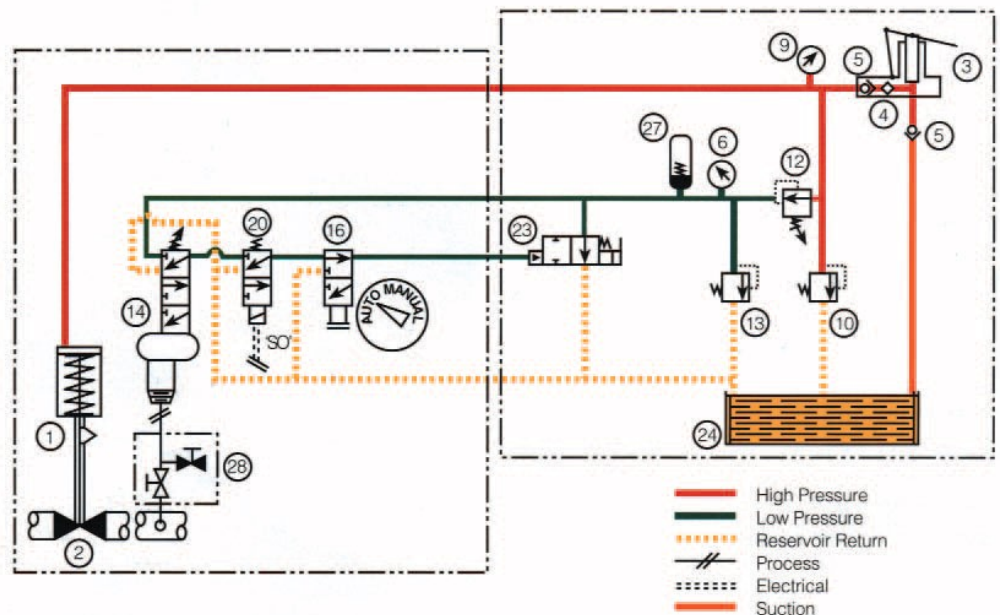 9
5
3
4
5
27
6
12
20
16
23
14
AUTO MANUAL
'SO'
13
10
1
28
24
2
High Pressure
Low Pressure
Reservoir Return
Process
Electrical
Suction